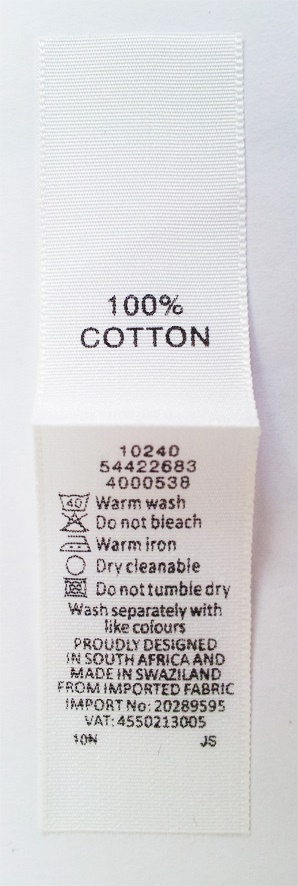 100%
COTTON
10240
54422683
4000538
40 Warm wash
Do not bleach
Warm iron
Dry cleanable
Do not tumble dry
Wash separately with
like colours
PROUDLY DESIGNED
IN SOUTH AFRICA AND
MADE IN SWAZILAND
FROM IMPORTED FABRIC
IMPORT No: 20289595
VAT: 4550213005
10N JS